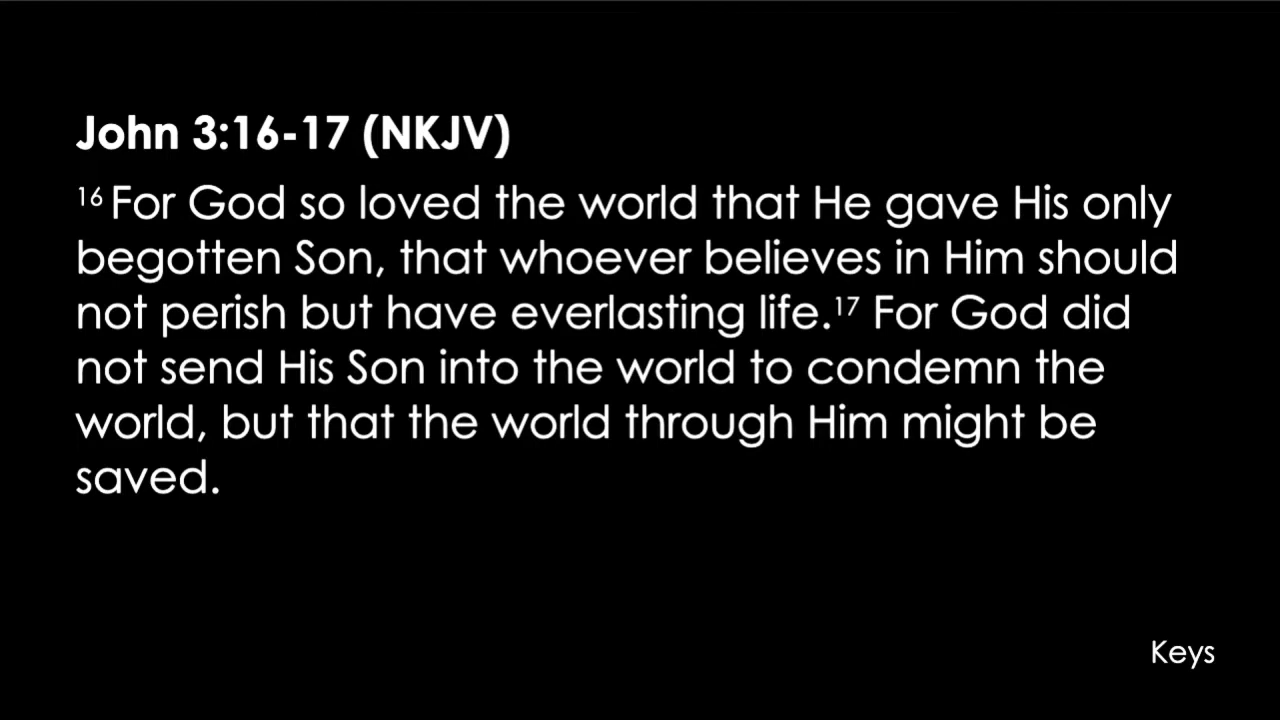 John 3:16-17 (NKJV)
16 For God so loved the world that He gave His only
begotten Son, that whoever believes in Him should
not perish but have everlasting life.17 For God did
not send His Son into the world to condemn the
world, but that the world through Him might be
saved.
Keys